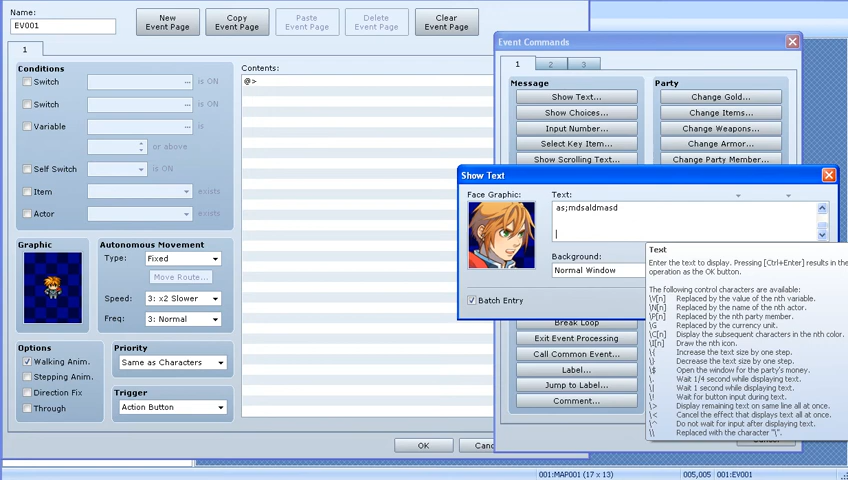 Name:
EV001
New
Event Page
Copy
Event Page
Paste
Event Page
Delete
Event Page
Clear
Event Page
1
Conditions
Switch ... is ON
Switch ... is ON
Variable ... is
or above
Self Switch is ON
Item exists
Actor exists
Graphic
Autonomous Movement
Type: Fixed
Move Route...
Speed: 3: x2 Slower
Freq: 3: Normal
Options
Walking Anim.
Stepping Anim.
Direction Fix
Through
Priority
Same as Characters
Trigger
Action Button
Contents:
@>
OK
Canc
Event Commands
1 2 3
Message
Show Text...
Show Choices...
Input Number...
Select Key Item...
Show Scrolling Text...
Party
Change Gold...
Change Items...
Change Weapons...
Change Armor...
Change Party Member...
Show Text
Face Graphic:
Text:
as;mdsaldmasd
Background:
Normal Window
Batch Entry
Break Loop
Exit Event Processing
Call Common Event...
Label...
Jump to Label...
Comment...
Text
Enter the text to display. Pressing [Ctrl+Enter] results in the
operation as the OK button.
The following control characters are available:
\V[n] Replaced by the value of the nth variable.
\N[n] Replaced by the name of the nth actor.
\P[n] Replaced by the nth party member.
\G Replaced by the currency unit.
\C[n] Display the subsequent characters in the nth color.
\I[n] Draw the nth icon.
\{ Increase the text size by one step.
\} Decrease the text size by one step.
\$ Open the window for the party's money.
\. Wait 1/4 second while displaying text.
\| Wait 1 second while displaying text.
\! Wait for button input during text.
\> Display remaining text on same line all at once.
\< Cancel the effect that displays text all at once.
\^ Do not wait for input after displaying text.
\\ Replaced with the character "\".
001:MAP001 (17 x 13)
005,005
001:EV001